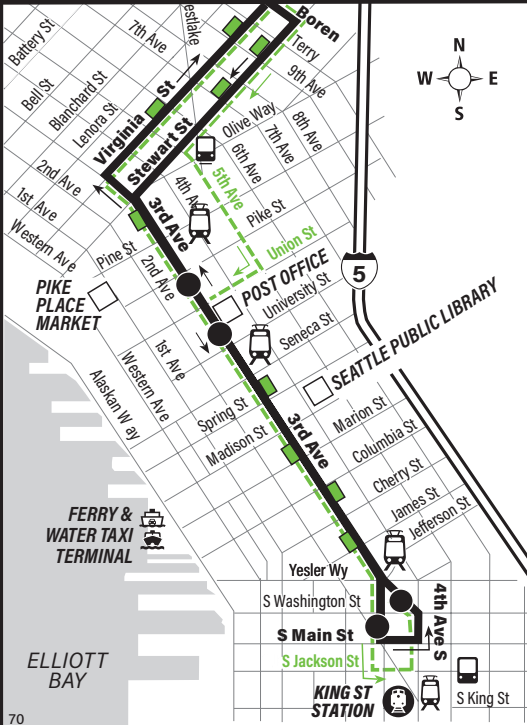 Battery St
7th Ave
Westlake
Boren
Bell St
Blanchard St
Lenora St
Virginia St
Stewart St
Terry
9th Ave
Olive Way
8th Ave
7th Ave
6th Ave
5th Ave
4th Ave
2nd Ave
1st Ave
Western Ave
3rd Ave
Pike St
Pine St
2nd Ave
Union St
PIKE
PLACE
MARKET
POST OFFICE
University St
Seneca St
SEATTLE PUBLIC LIBRARY
1st Ave
Western Ave
Alaskan Way
Spring St
Madison St
3rd Ave
Marion St
Columbia St
Cherry St
James St
Jefferson St
FERRY &
WATER TAXI
TERMINAL
Yesler Wy
S Washington St
S Main St
4th Ave S
S Jackson St
KING ST
STATION
S King St
ELLIOTT
BAY
N
W
E
S
5
70